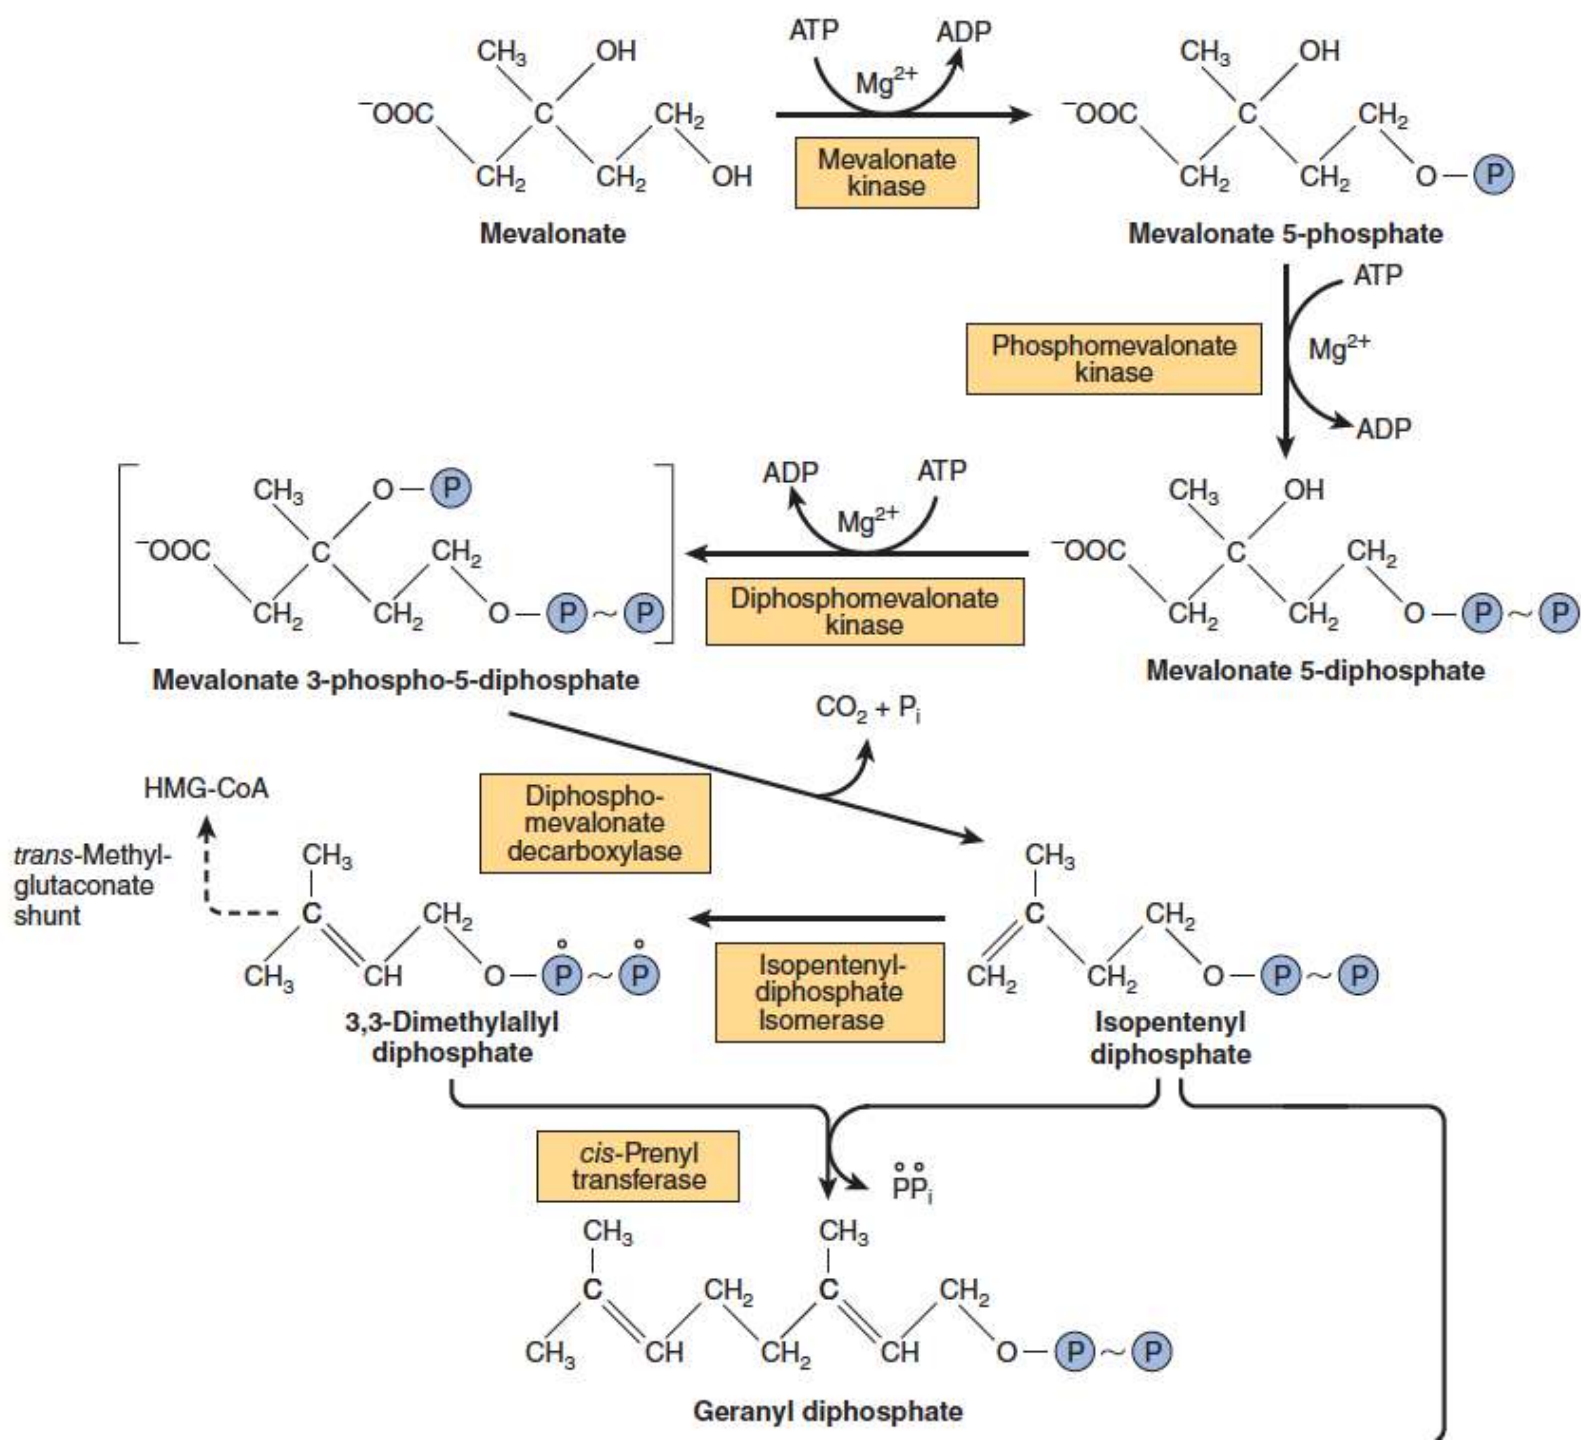 ATP ADP
CH₃ OH Mg²⁺ CH₃ OH
⁻OOC C CH₂ ⁻OOC C CH₂
CH₂ CH₂ OH CH₂ CH₂ O P
Mevalonate
kinase
Mevalonate
Mevalonate 5-phosphate
ATP
Phosphomevalonate
kinase
Mg²⁺
ADP
CH₃ O P
ADP ATP
Mg²⁺
CH₃ OH
⁻OOC C CH₂
⁻OOC C CH₂
CH₂ CH₂ O P ~ P
Diphosphomevalonate
kinase
CH₂ CH₂ O P ~ P
Mevalonate 3-phospho-5-diphosphate
Mevalonate 5-diphosphate
CO₂ + Pᵢ
HMG-CoA
Diphospho-
mevalonate
decarboxylase
trans-Methyl-
glutaconate
shunt
CH₃
C CH₂
CH₃ CH O P ~ P
CH₃
C CH₂
CH₂ CH₂ O P ~ P
Isopentenyl-
diphosphate
Isomerase
3,3-Dimethylallyl
diphosphate
Isopentenyl
diphosphate
cis-Prenyl
transferase
PPᵢ
CH₃ CH₃
C CH₂ C CH₂
CH₃ CH CH₂ CH O P ~ P
Geranyl diphosphate